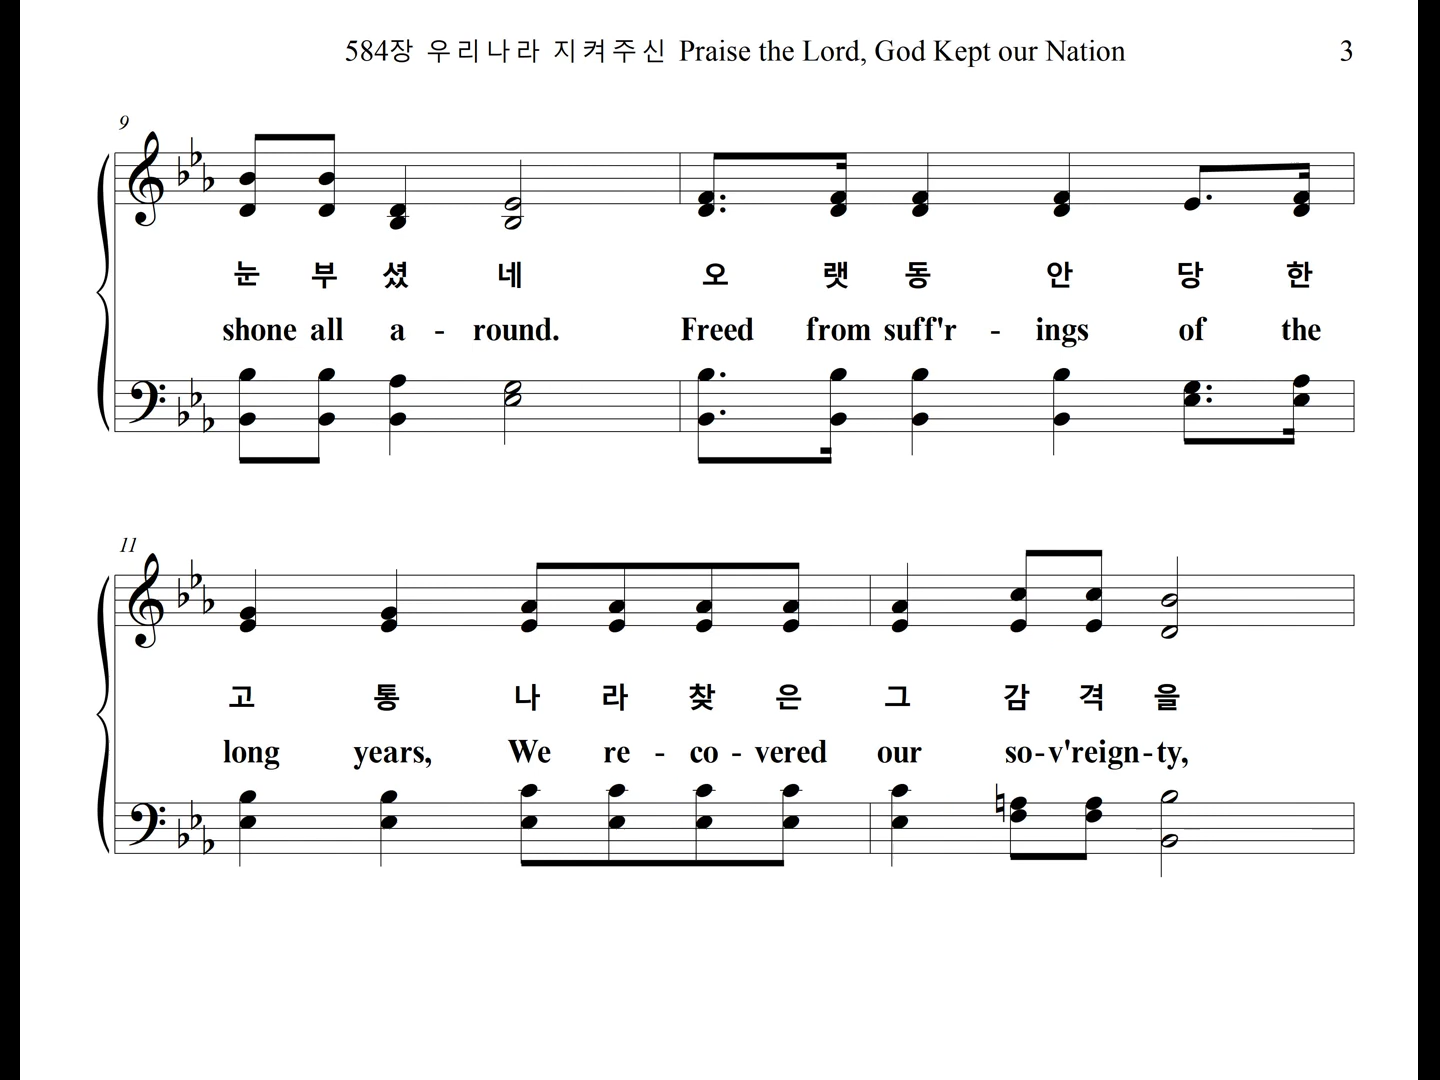 584장 우리나라 지켜주신 Praise the Lord, God Kept our Nation 3
9
눈 부 셨 네 오 랫 동 안 당 한
shone all a - round. Freed from suff'r - ings of the
11
고 통 나 라 찾 은 그 감 격 을
long years, We re - co - vered our so-v'reign-ty,